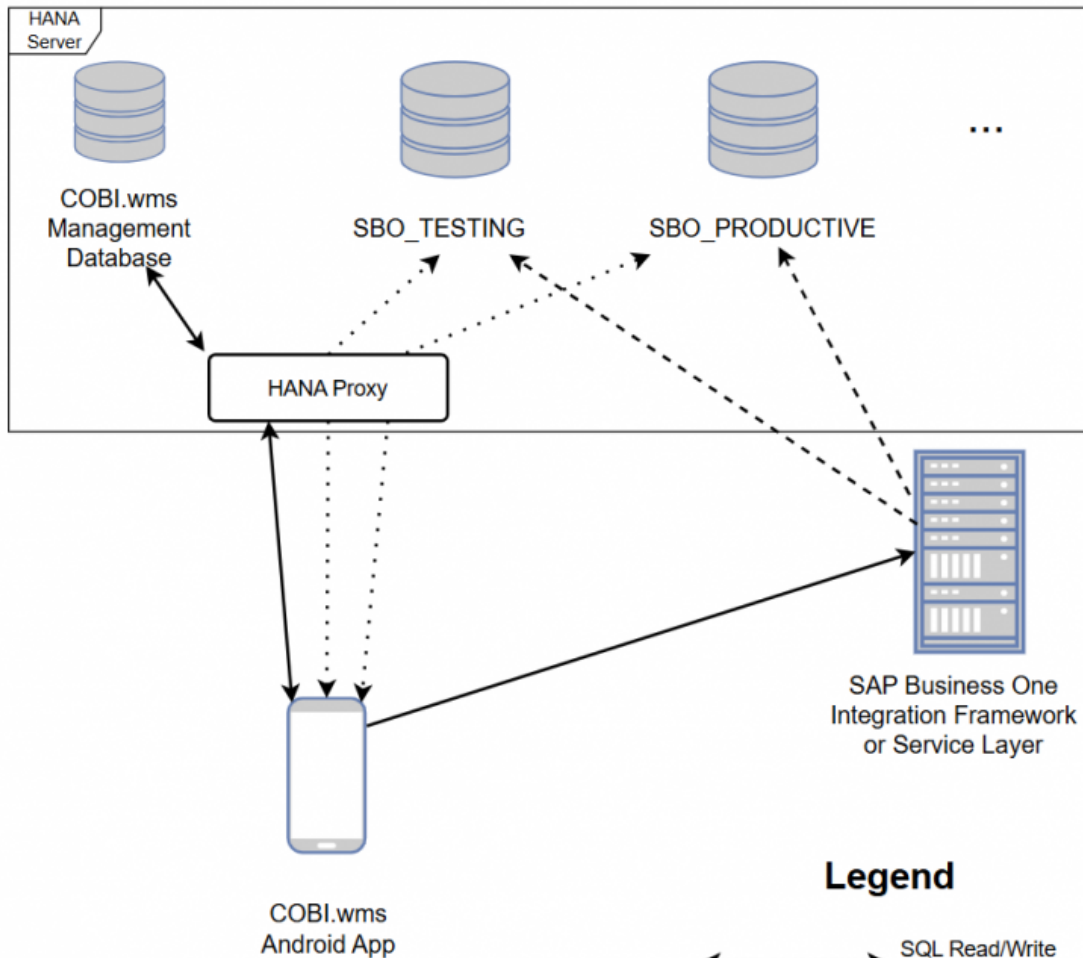 HANA
Server
COBI.wms
Management
Database
SBO_TESTING
SBO_PRODUCTIVE
...
HANA Proxy
SAP Business One
Integration Framework
or Service Layer
COBI.wms
Android App
Legend
SQL Read/Write